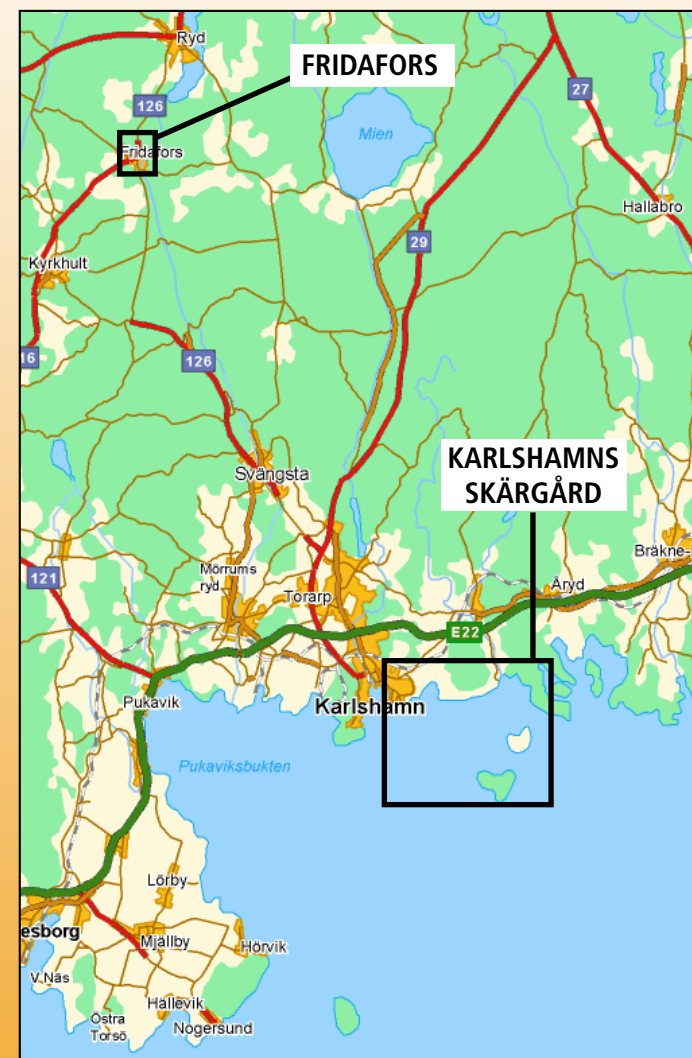 Ryd
FRIDAFORS
126
27
Mien
Fridafors
Hallabro
29
Kyrkhult
16
126
KARLSHAMNS
SKÄRGÅRD
Svängsta
Bräkne-
Mörrums
ryd
121
Åryd
Torarp
E22
Pukavik
Karlshamn
Pukaviksbukten
Lörby
esborg
Mjällby
Hörvik
V Näs
Hällevik
Östra
Torsö
Nogersund